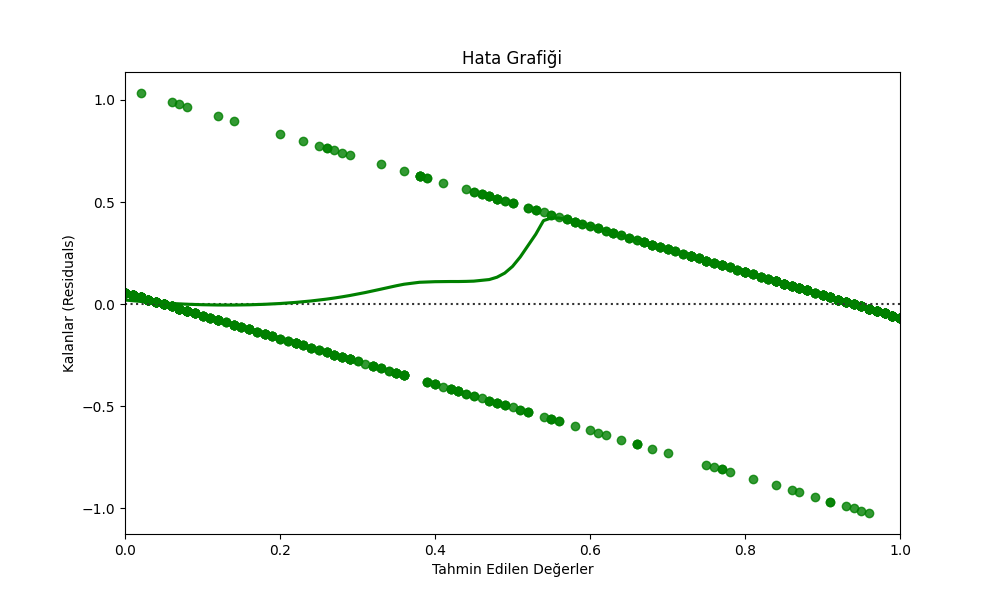 Hata Grafiği
Kalanlar (Residuals)
1.0
0.5
0.0
−0.5
−1.0
0.0 0.2 0.4 0.6 0.8 1.0
Tahmin Edilen Değerler